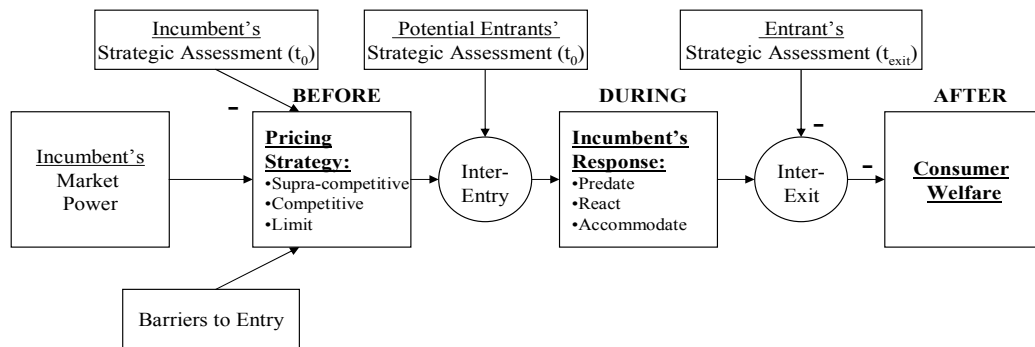 Incumbent's
Strategic Assessment (t0)
Potential Entrants'
Strategic Assessment (t0)
Entrant's
Strategic Assessment (texit)
BEFORE
DURING
AFTER
-
Incumbent's
Market
Power
Pricing
Strategy:
•Supra-competitive
•Competitive
•Limit
Inter-
Entry
Incumbent's
Response:
•Predate
•React
•Accommodate
-
Inter-
Exit
-
Consumer
Welfare
Barriers to Entry